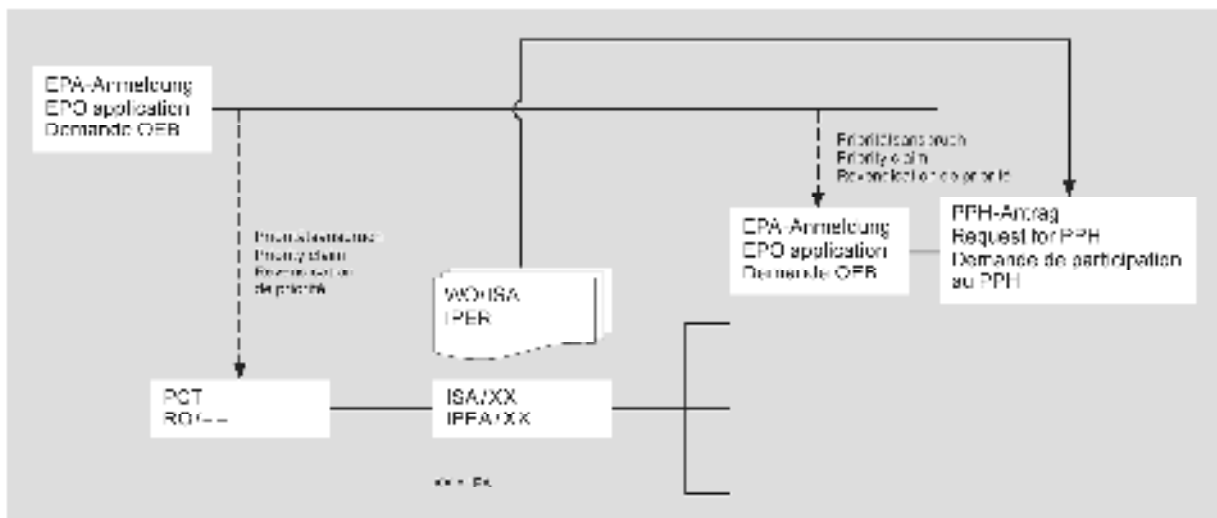 EPA-Anmeldung
EPO application
Demande OEB
Prioritätsanspruch
Priority claim
Revendication de priorité
PPH-Antrag
Request for PPH
Demande de participation
au PPH
EPA-Anmeldung
EPO application
Demande OEB
Prioritätsanspruch
Priority claim
Revendication
de priorité
WO/ISA
IPER
PCT
RO/--
ISA/XX
IPEA/XX